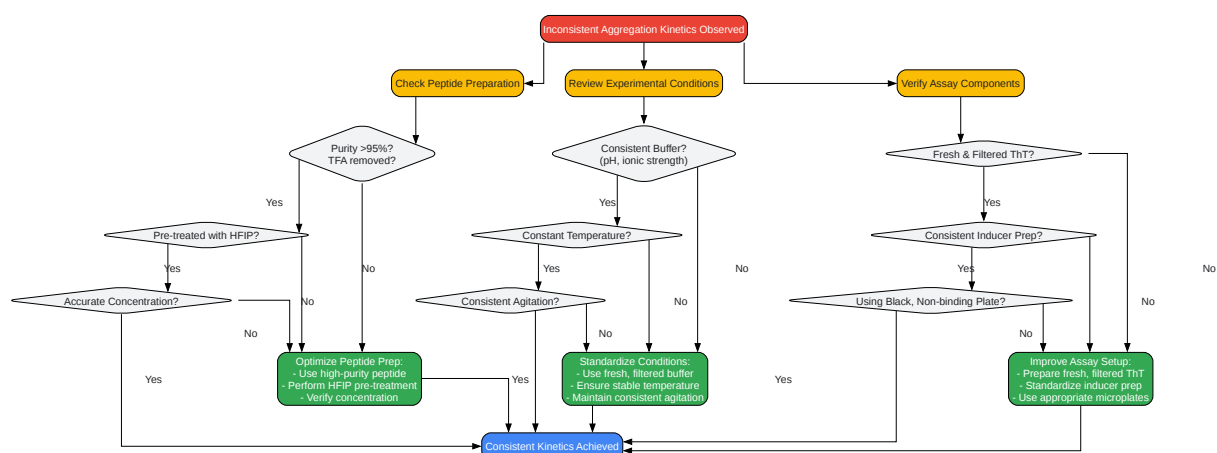 Inconsistent Aggregation Kinetics Observed
Check Peptide Preparation
Review Experimental Conditions
Verify Assay Components
Purity >95%?
TFA removed?
Consistent Buffer?
(pH, ionic strength)
Fresh & Filtered ThT?
Yes
Yes
Yes
Pre-treated with HFIP?
Constant Temperature?
Consistent Inducer Prep?
Yes
No
Yes
No
Yes
No
Accurate Concentration?
No
Consistent Agitation?
No
Using Black, Non-binding Plate?
No
No
No
No
Optimize Peptide Prep:
- Use high-purity peptide
- Perform HFIP pre-treatment
- Verify concentration
Standardize Conditions:
- Use fresh, filtered buffer
- Ensure stable temperature
- Maintain consistent agitation
Improve Assay Setup:
- Prepare fresh, filtered ThT
- Standardize inducer prep
- Use appropriate microplates
Yes
Yes
Yes
Consistent Kinetics Achieved